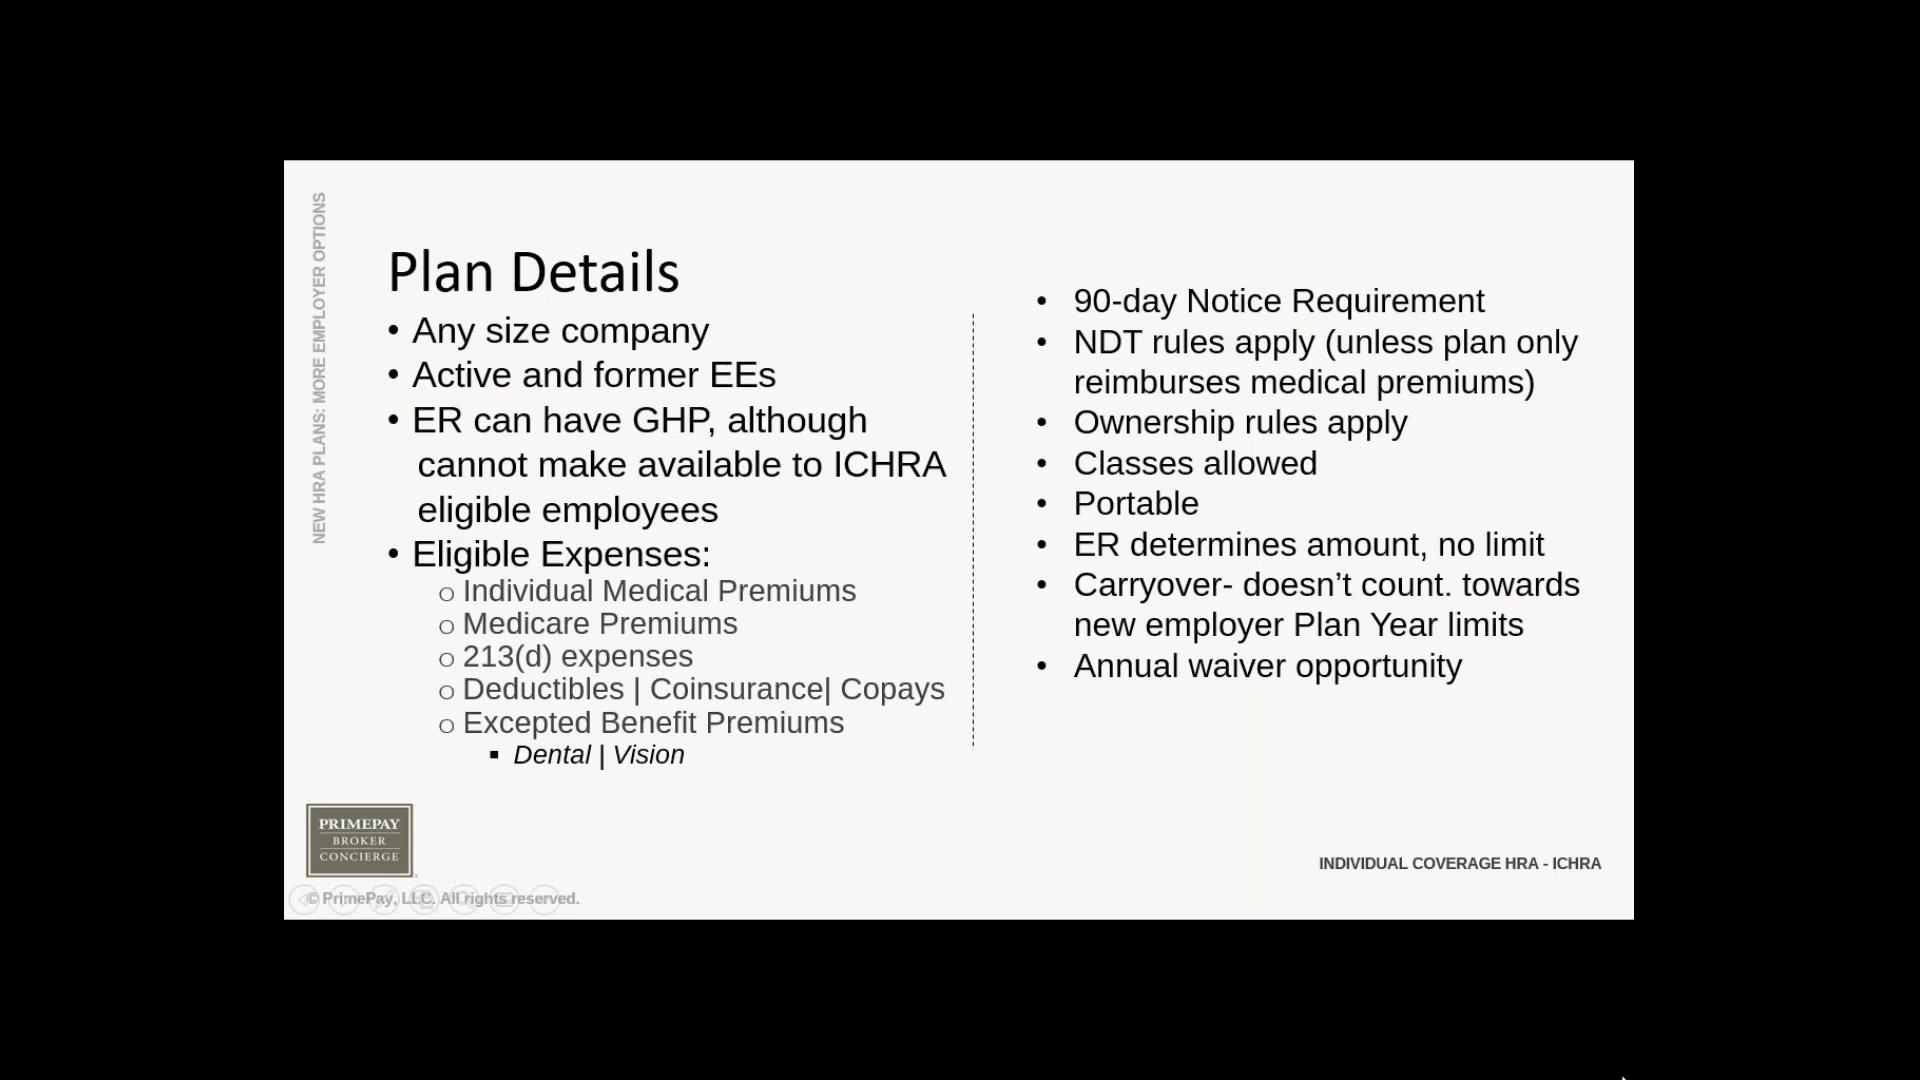 NEW HRA PLANS: MORE EMPLOYER OPTIONS
Plan Details
• Any size company
• Active and former EEs
• ER can have GHP, although
cannot make available to ICHRA
eligible employees
• Eligible Expenses:
o Individual Medical Premiums
o Medicare Premiums
o 213(d) expenses
o Deductibles | Coinsurance| Copays
o Excepted Benefit Premiums
▪ Dental | Vision
• 90-day Notice Requirement
• NDT rules apply (unless plan only
reimburses medical premiums)
• Ownership rules apply
• Classes allowed
• Portable
• ER determines amount, no limit
• Carryover- doesn’t count. towards
new employer Plan Year limits
• Annual waiver opportunity
PRIMEPAY
BROKER
CONCIERGE
INDIVIDUAL COVERAGE HRA - ICHRA
© PrimePay, LLC. All rights reserved.